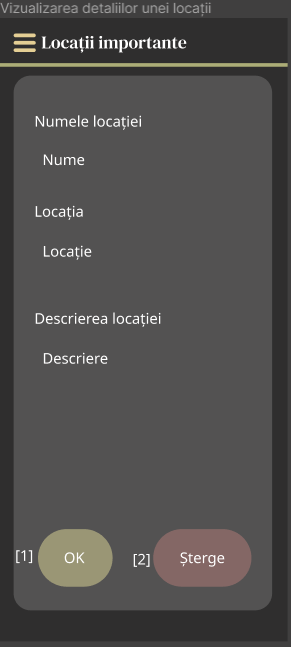 Vizualizarea detaliilor unei locații
Locații importante
Numele locației
Nume
Locația
Locație
Descrierea locației
Descriere
[1] OK [2] Șterge